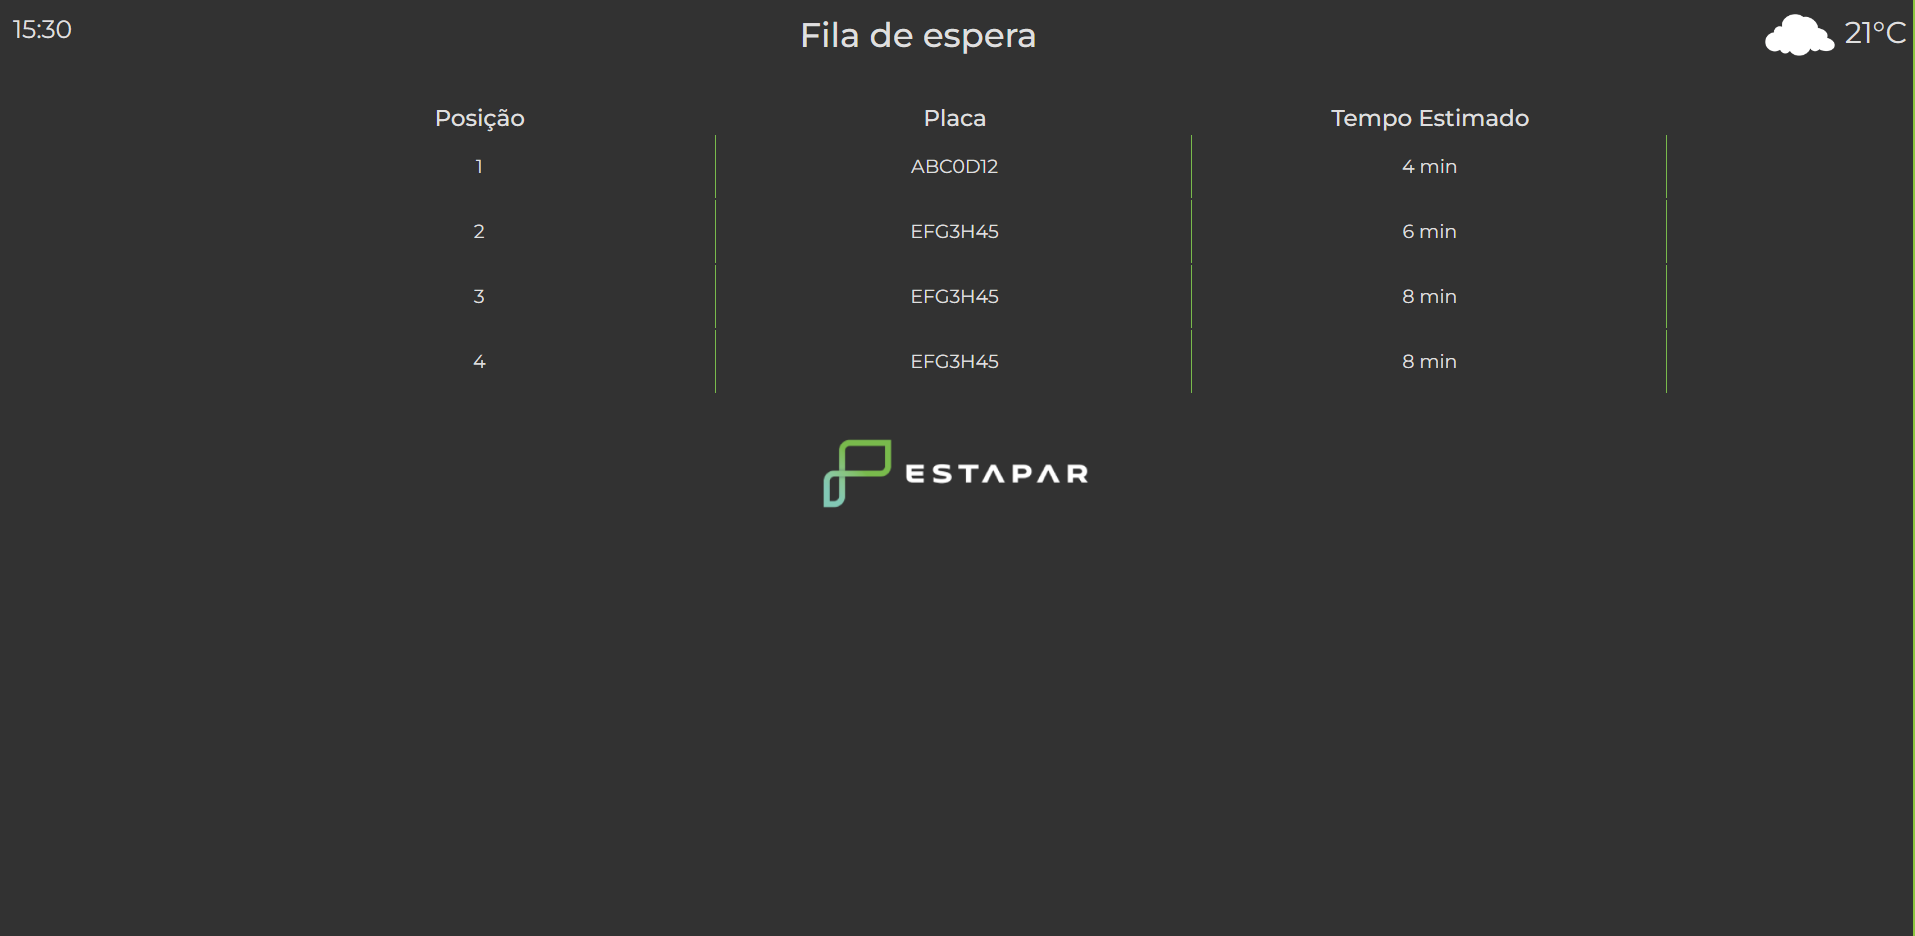 15:30
Fila de espera
21°C
Posição Placa Tempo Estimado
1 ABC0D12 4 min
2 EFG3H45 6 min
3 EFG3H45 8 min
4 EFG3H45 8 min
ESTAPAR